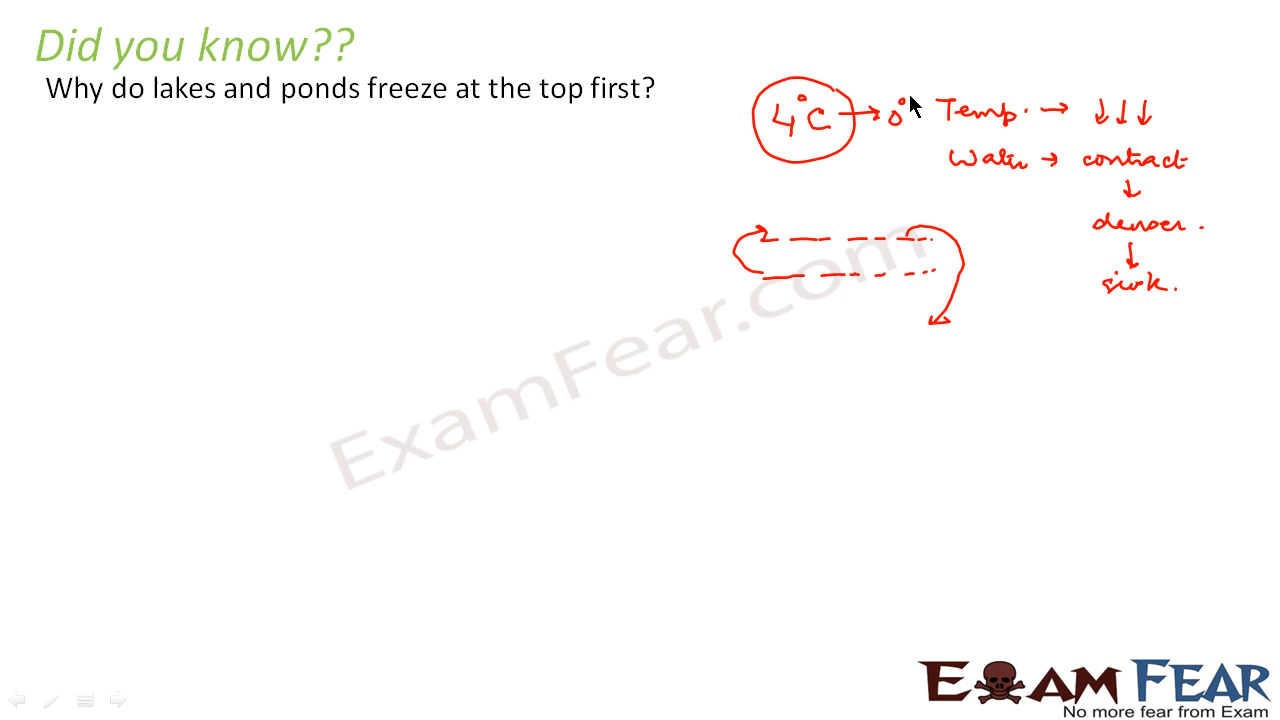 Did you know??
Why do lakes and ponds freeze at the top first?
4°C → 0° Temp. → ↓↓↓
Water → contract
↓
denser.
↓
sink.
ExamFear.com
EXAM FEAR
No more fear from Exam